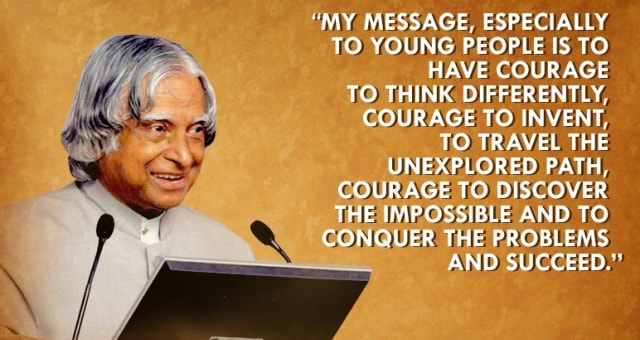 “MY MESSAGE, ESPECIALLY
TO YOUNG PEOPLE IS TO
HAVE COURAGE
TO THINK DIFFERENTLY,
COURAGE TO INVENT,
TO TRAVEL THE
UNEXPLORED PATH,
COURAGE TO DISCOVER
THE IMPOSSIBLE AND TO
CONQUER THE PROBLEMS
AND SUCCEED.”